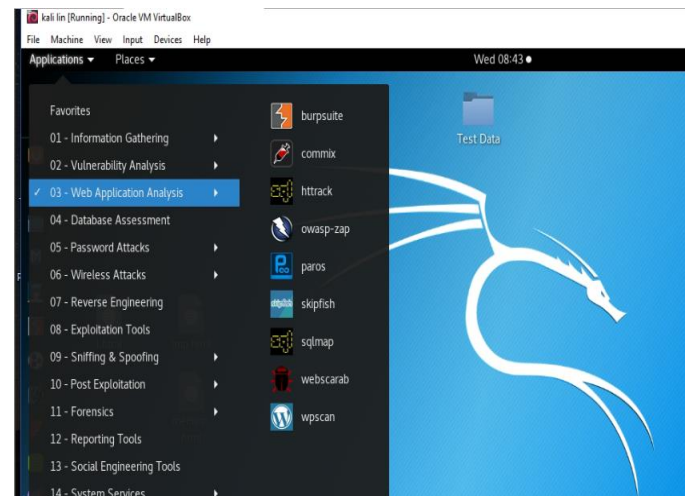 kali lin [Running] - Oracle VM VirtualBox
File Machine View Input Devices Help
Applications Places Wed 08:43
Favorites
01 - Information Gathering
02 - Vulnerability Analysis
03 - Web Application Analysis
04 - Database Assessment
05 - Password Attacks
06 - Wireless Attacks
07 - Reverse Engineering
08 - Exploitation Tools
09 - Sniffing & Spoofing
10 - Post Exploitation
11 - Forensics
12 - Reporting Tools
13 - Social Engineering Tools
14 - System Services
burpsuite
commix
httrack
owasp-zap
paros
skipfish
sqlmap
webscarab
wpscan
Test Data